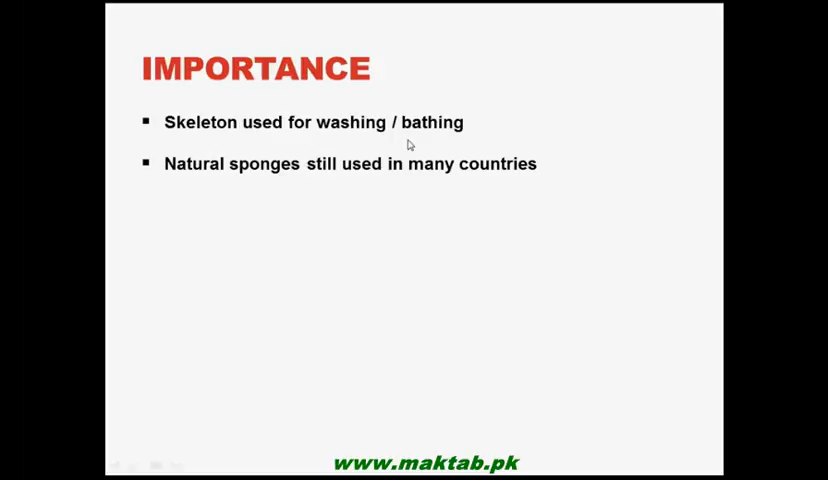 IMPORTANCE
▪ Skeleton used for washing / bathing
▪ Natural sponges still used in many countries
www.maktab.pk